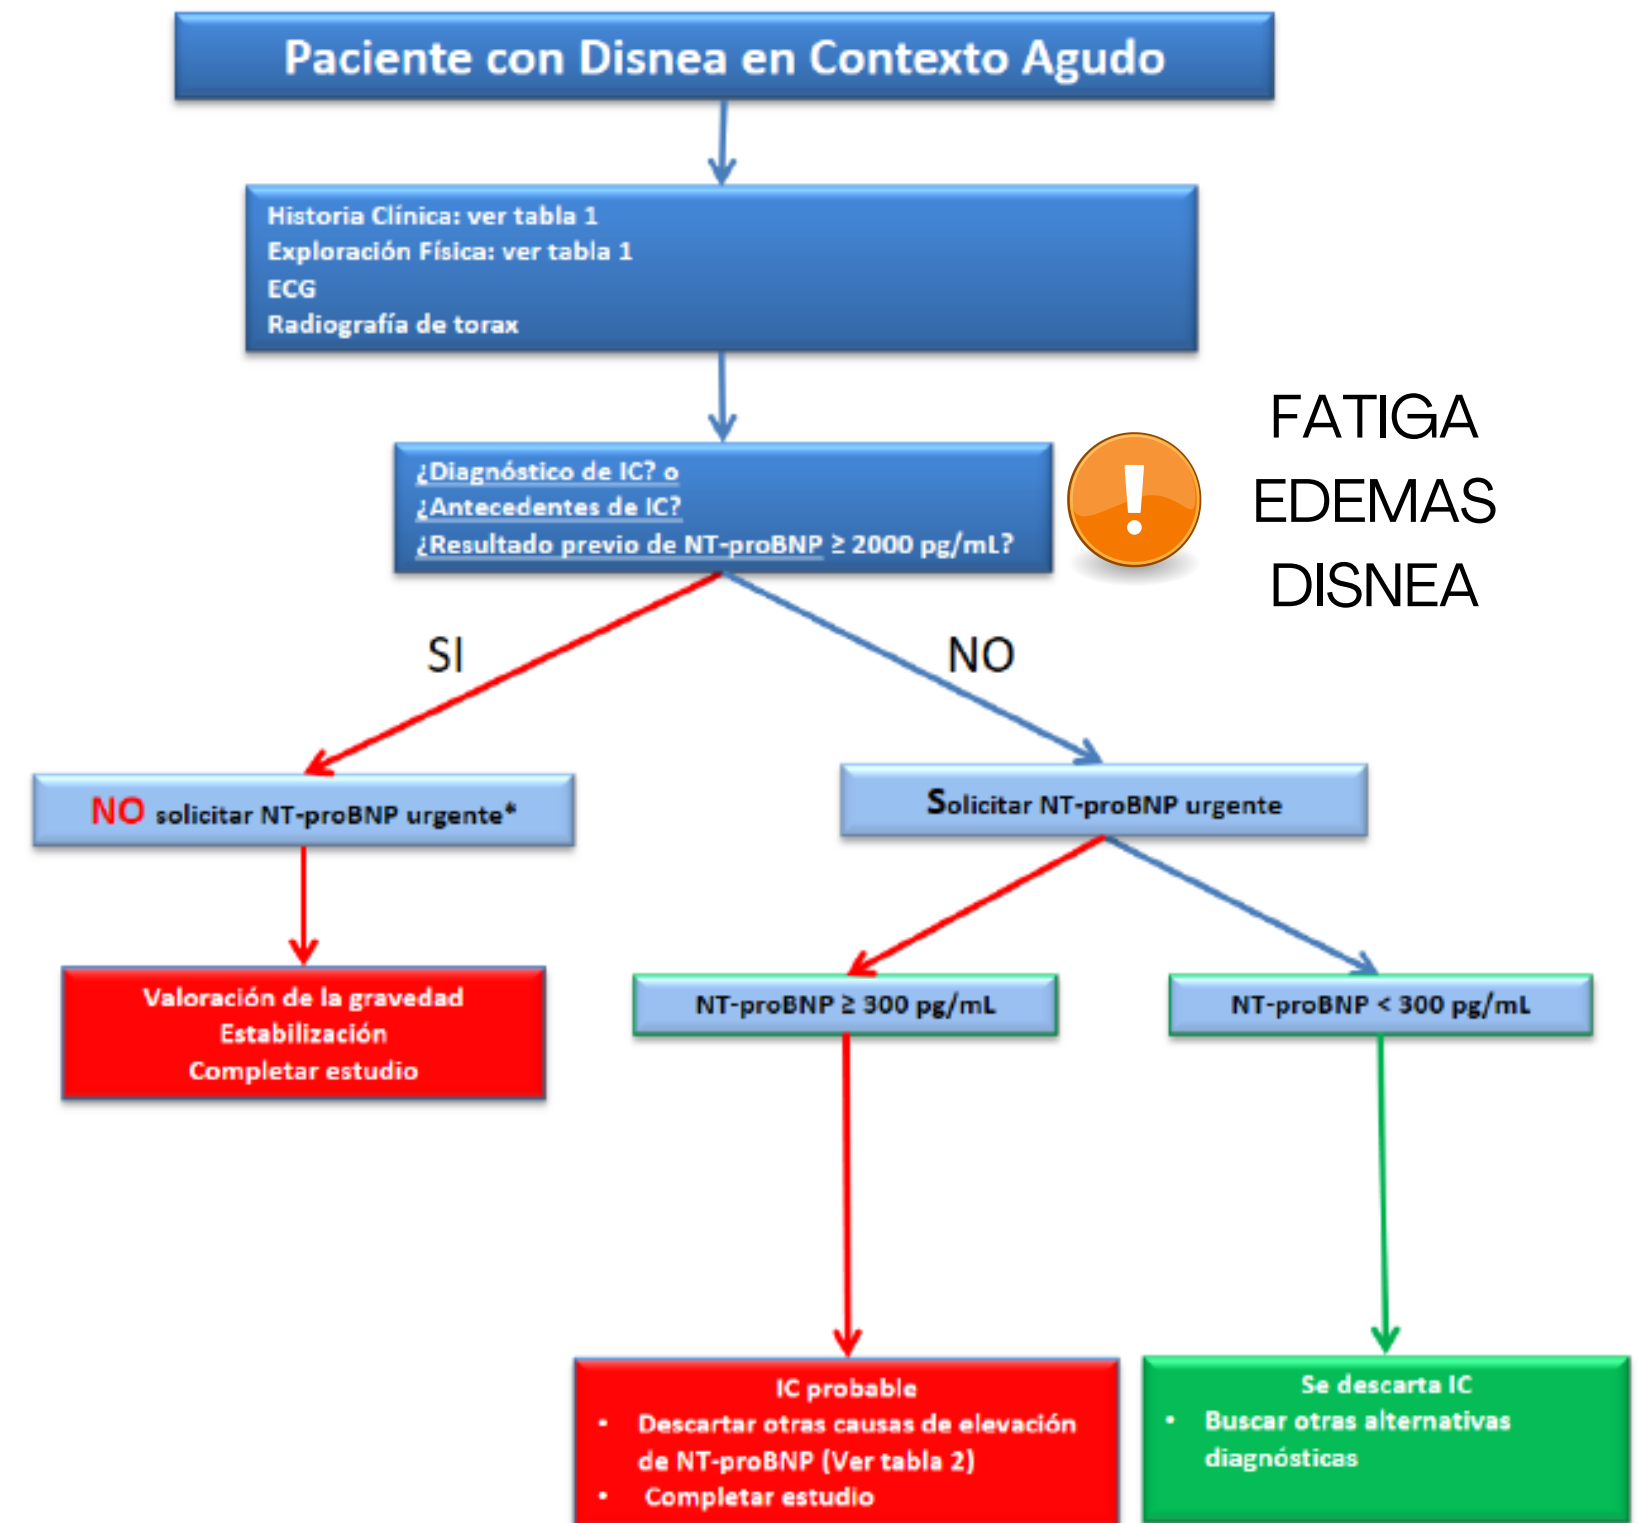 Paciente con Disnea en Contexto Agudo
Historia Clínica: ver tabla 1
Exploración Física: ver tabla 1
ECG
Radiografía de torax
¿Diagnóstico de IC? o
¿Antecedentes de IC?
¿Resultado previo de NT-proBNP ≥ 2000 pg/mL?
!
FATIGA
EDEMAS
DISNEA
SI
NO
NO solicitar NT-proBNP urgente*
Solicitar NT-proBNP urgente
Valoración de la gravedad
Estabilización
Completar estudio
NT-proBNP ≥ 300 pg/mL
NT-proBNP < 300 pg/mL
IC probable
• Descartar otras causas de elevación
de NT-proBNP (Ver tabla 2)
• Completar estudio
Se descarta IC
• Buscar otras alternativas
diagnósticas